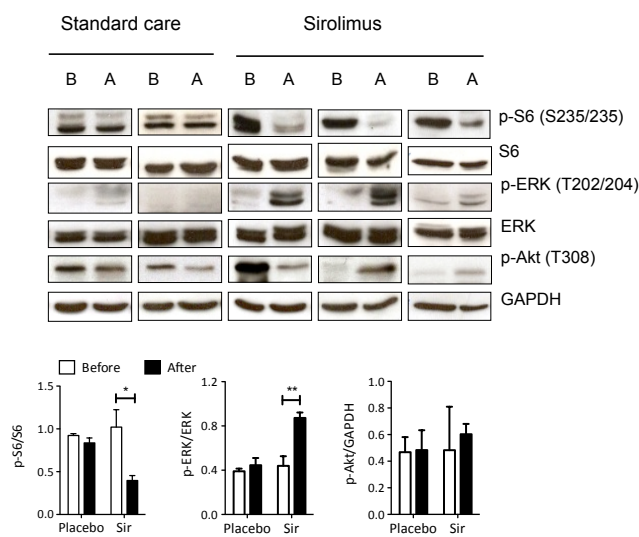 Standard care Sirolimus
B A B A B A B A B A
p-S6 (S235/235)
S6
p-ERK (T202/204)
ERK
p-Akt (T308)
GAPDH
Before After
p-S6/S6
1.5
1.0
0.5
0.0
*
Placebo Sir
p-ERK/ERK
1.2
0.8
0.4
0.0
**
Placebo Sir
p-Akt/GAPDH
1.0
0.8
0.6
0.4
0.2
0.0
Placebo Sir